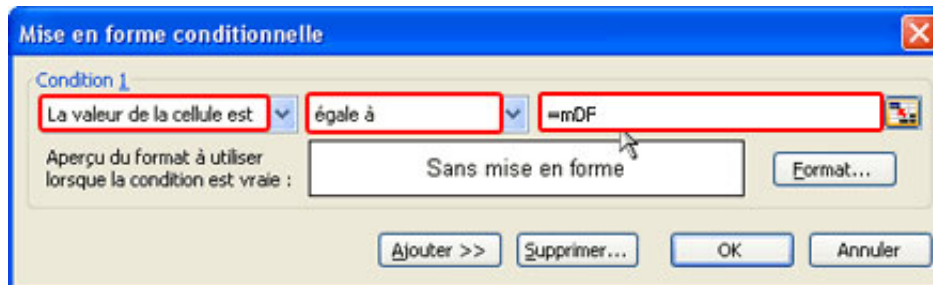 Mise en forme conditionnelle
Condition 1
La valeur de la cellule est égale à =mDF
Aperçu du format à utiliser
lorsque la condition est vraie :
Sans mise en forme
Format...
Ajouter >> Supprimer... OK Annuler